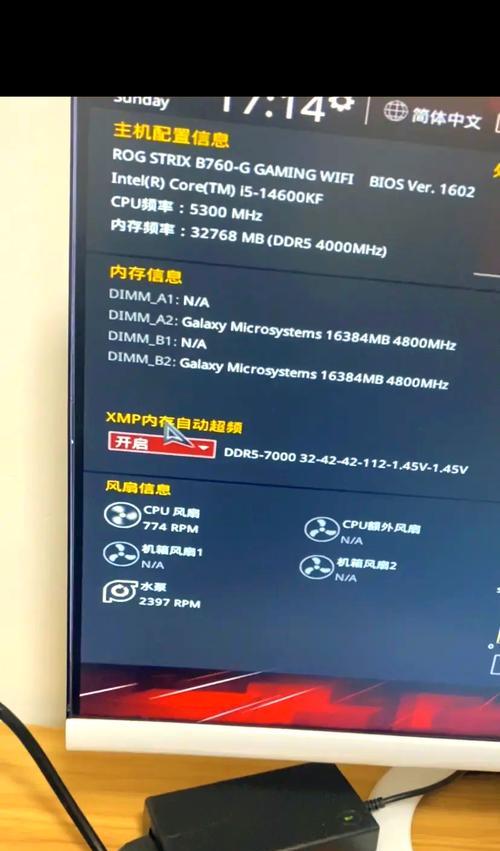 Sunday
17:14
简体中文
主机配置信息
ROG STRIX B760-G GAMING WIFI BIOS Ver. 1602
Intel(R) Core(TM) i5-14600KF
CPU频率：5300 MHz
内存频率：32768 MB (DDR5 4000MHz)
内存信息
DIMM_A1: N/A
DIMM_A2: Galaxy Microsystems 16384MB 4800MHz
DIMM_B1: N/A
DIMM_B2: Galaxy Microsystems 16384MB 4800MHz
XMP内存自动超频
开启
DDR5-7000 32-42-42-112-1.45V-1.45V
风扇信息
CPU 风扇
774 RPM
CPU额外风扇
N/A
机箱风扇1
N/A
机箱风扇2
N/A
水泵
2397 RPM